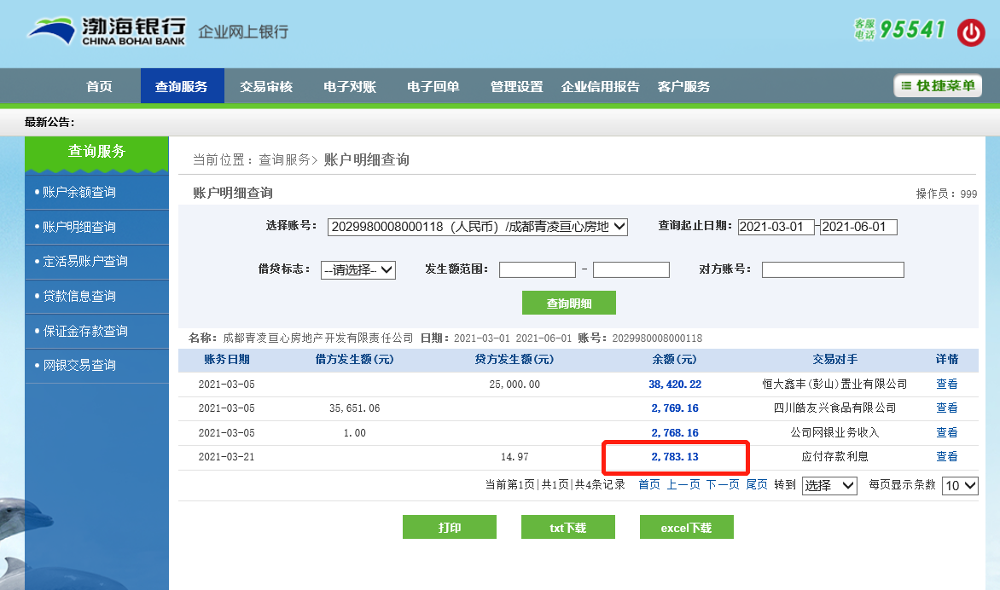 渤海银行 企业网上银行 客服电话 95541
CHINA BOHAI BANK
首页 查询服务 交易审核 电子对账 电子回单 管理设置 企业信用报告 客户服务 快捷菜单
最新公告：
查询服务
账户余额查询
账户明细查询
定活易账户查询
贷款信息查询
保证金存款查询
网银交易查询
当前位置：查询服务> 账户明细查询
账户明细查询 操作员：999
选择账号： 2029980008000118（人民币）/成都青凌亘心房地 查询起止日期： 2021-03-01 - 2021-06-01
借贷标志： --请选择-- 发生额范围： - 对方账号：
查询明细
名称：成都青凌亘心房地产开发有限责任公司 日期：2021-03-01 2021-06-01 账号：2029980008000118
账务日期 借方发生额(元) 贷方发生额(元) 余额(元) 交易对手 详情
2021-03-05 25,000.00 38,420.22 恒大鑫丰(彭山)置业有限公司 查看
2021-03-05 35,651.06 2,769.16 四川皓友兴食品有限公司 查看
2021-03-05 1.00 2,768.16 公司网银业务收入 查看
2021-03-21 14.97 2,783.13 应付存款利息 查看
当前第1页|共1页|共4条记录 首页 上一页 下一页 尾页 转到 选择 每页显示条数 10
打印 txt下载 excel下载